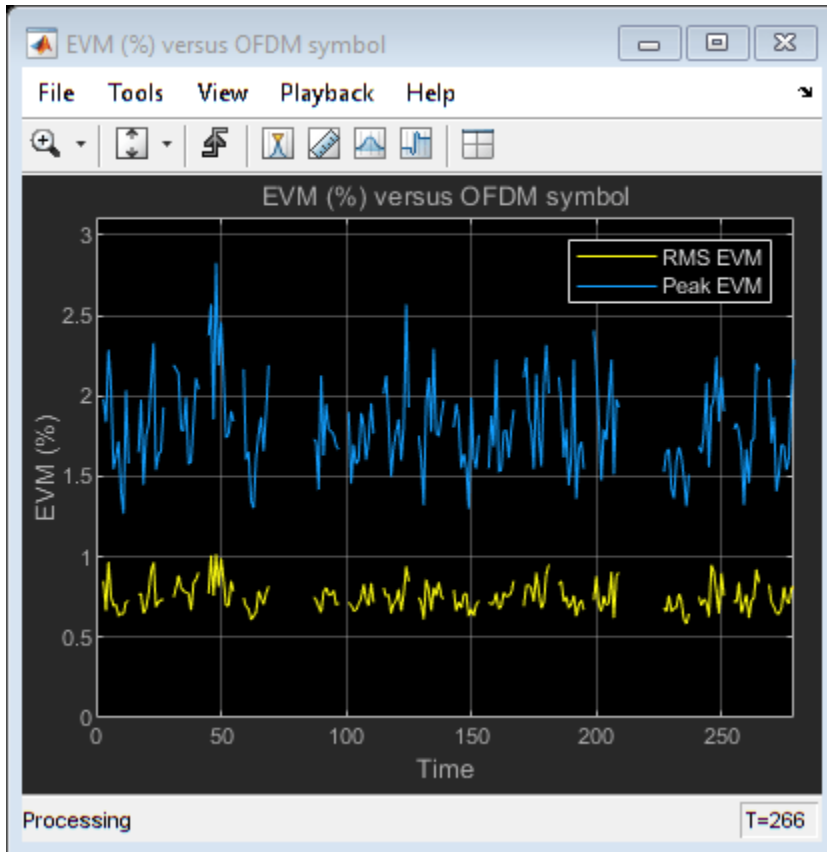 EVM (%) versus OFDM symbol
File Tools View Playback Help
EVM (%) versus OFDM symbol
RMS EVM
Peak EVM
EVM (%)
3
2.5
2
1.5
1
0.5
0
0 50 100 150 200 250
Time
Processing T=266